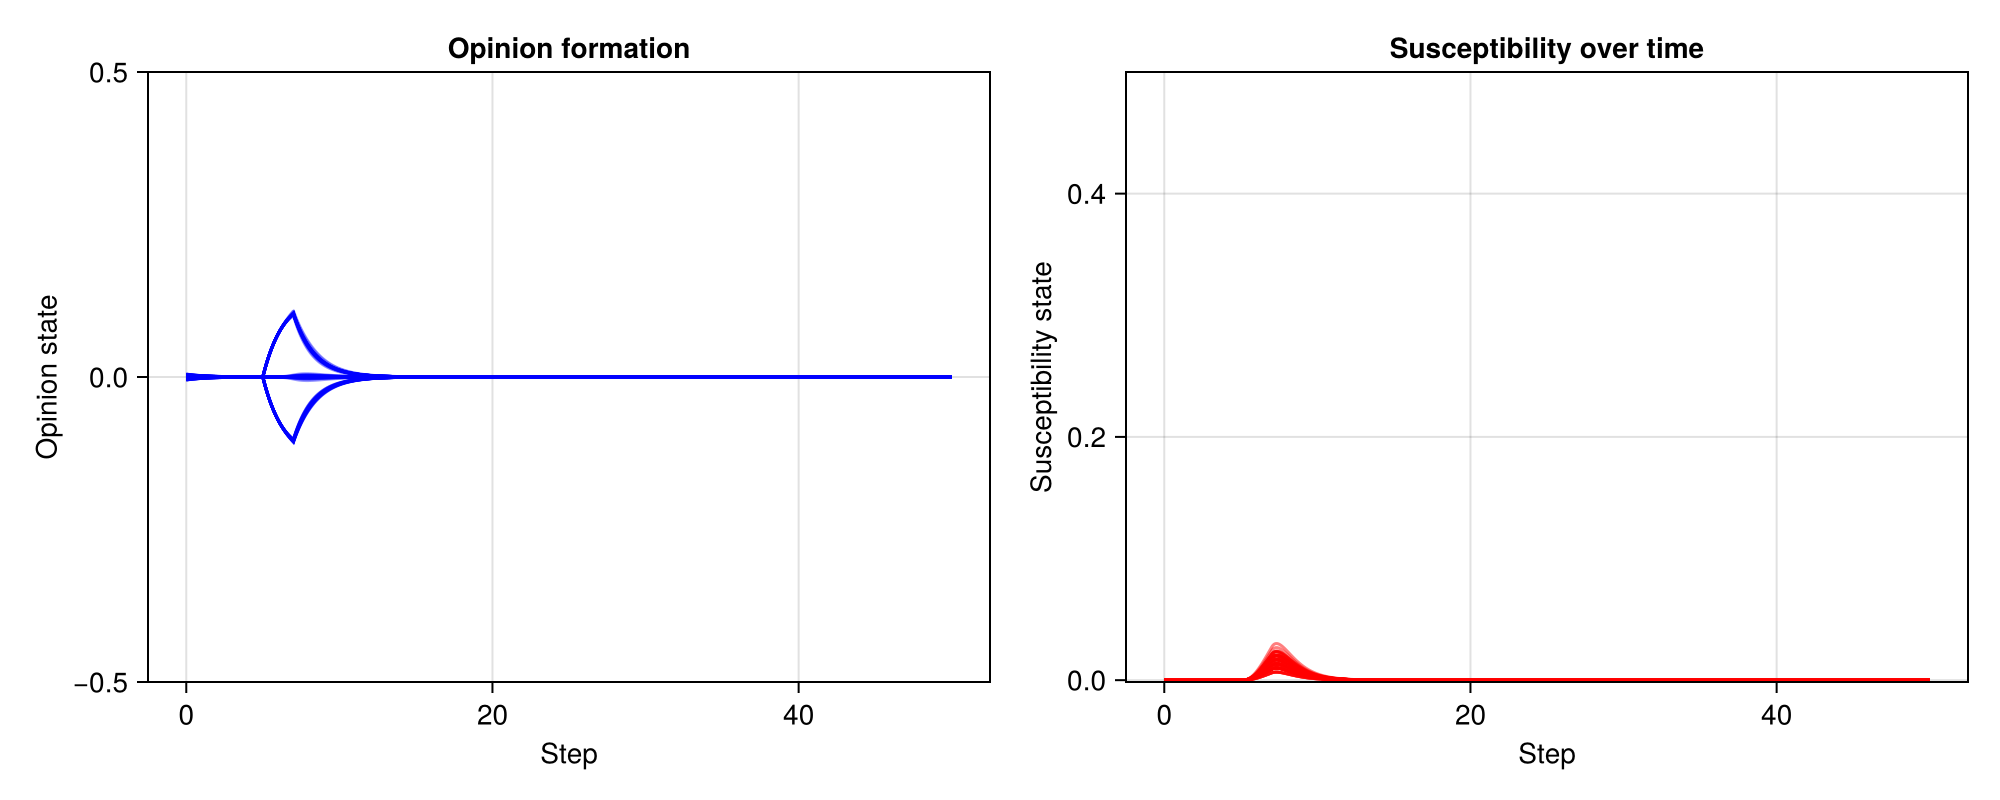 Opinion formation
0.5
0.0
−0.5
0
20
40
Opinion state
Step
Susceptibility over time
0.4
0.2
0.0
0
20
40
Susceptibility state
Step